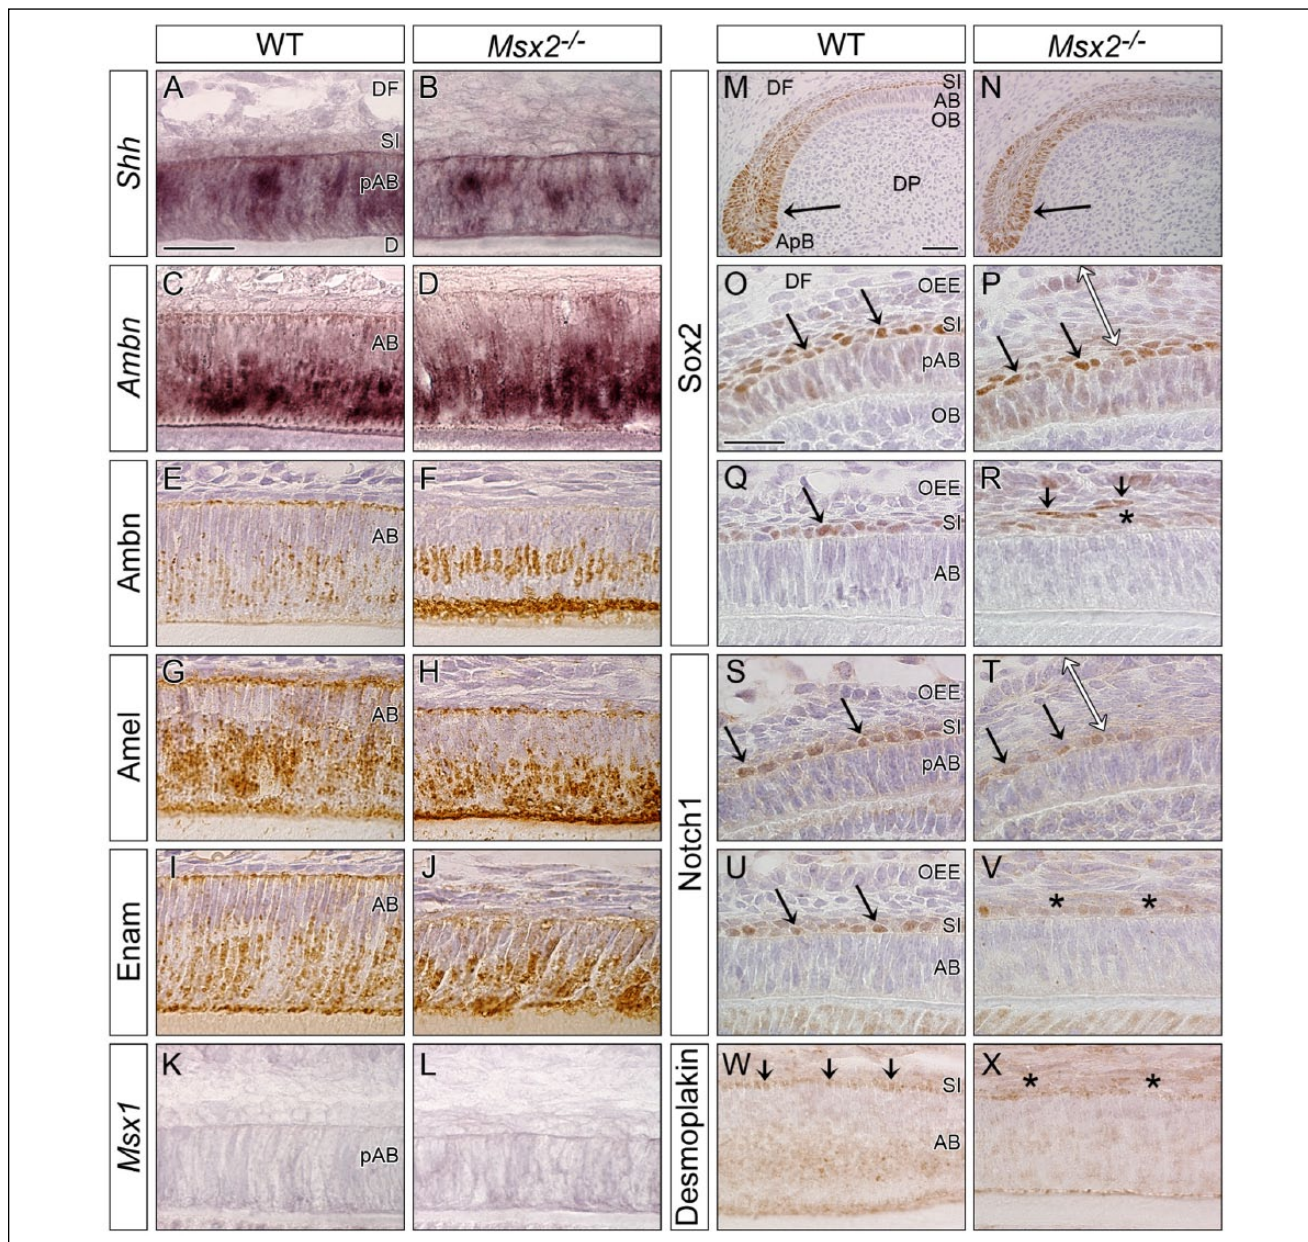 WT Msx2-/- WT Msx2-/-
Shh
A DF SI pAB D
B
Ambn
C AB
D
Ambn
E AB
F
Amel
G AB
H
Enam
I AB
J
Msx1
K pAB
L
Sox2
M DF SI AB OB DP ApB
N
O DF OEE SI pAB OB
P
Q OEE SI AB
R *
Notch1
S OEE SI pAB
T
U OEE SI AB
V * *
Desmoplakin
W SI AB
X * *